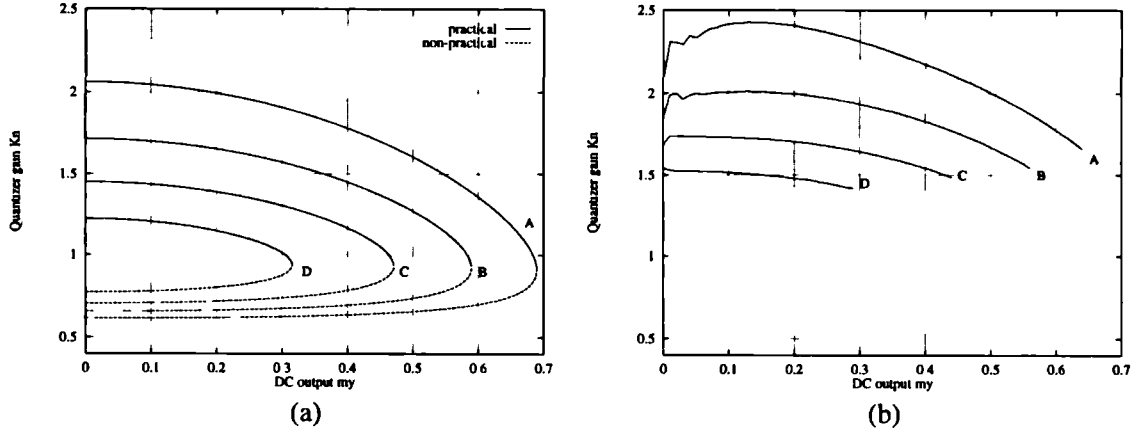 2.5
2
1.5
1
0.5
Quantizer gain Kn
practical
non-practical
A
B
C
D
0
0.1
0.2
0.3
0.4
0.5
0.6
0.7
DC output my
(a)
2.5
2
1.5
1
0.5
Quantizer gain Kn
A
B
C
D
0
0.1
0.2
0.3
0.4
0.5
0.6
0.7
DC output my
(b)